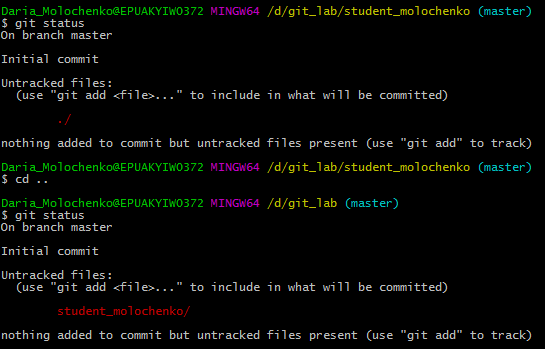 Daria_Molochenko@EPUAKYIW0372 MINGW64 /d/git_lab/student_molochenko (master)
$ git status
On branch master
Initial commit
Untracked files:
  (use "git add <file>..." to include in what will be committed)
        ./
nothing added to commit but untracked files present (use "git add" to track)
Daria_Molochenko@EPUAKYIW0372 MINGW64 /d/git_lab/student_molochenko (master)
$ cd ..
Daria_Molochenko@EPUAKYIW0372 MINGW64 /d/git_lab (master)
$ git status
On branch master
Initial commit
Untracked files:
  (use "git add <file>..." to include in what will be committed)
        student_molochenko/
nothing added to commit but untracked files present (use "git add" to track)